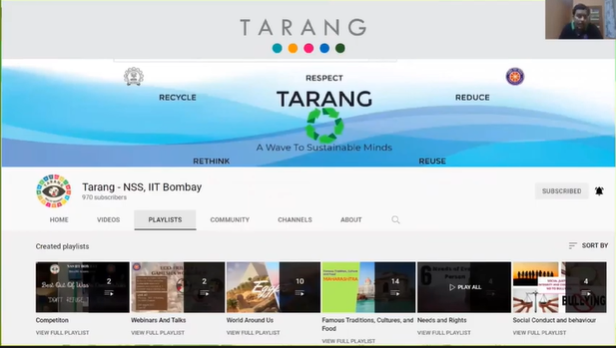 TARANG
RESPECT
RECYCLE
TARANG
REDUCE
A Wave To Sustainable Minds
RETHINK
REUSE
Tarang - NSS, IIT Bombay
970 subscribers
SUBSCRIBED
HOME VIDEOS PLAYLISTS COMMUNITY CHANNELS ABOUT
Created playlists
SORT BY
Best Out Of Was
DON'T REFUSE,
2
2
10
14
6
PLAY ALL
4
BULLYING
Competiton
VIEW FULL PLAYLIST
Webinars And Talks
VIEW FULL PLAYLIST
World Around Us
VIEW FULL PLAYLIST
Famous Traditions, Cultures, and Food
VIEW FULL PLAYLIST
Needs and Rights
VIEW FULL PLAYLIST
Social Conduct and behaviour
VIEW FULL PLAYLIST